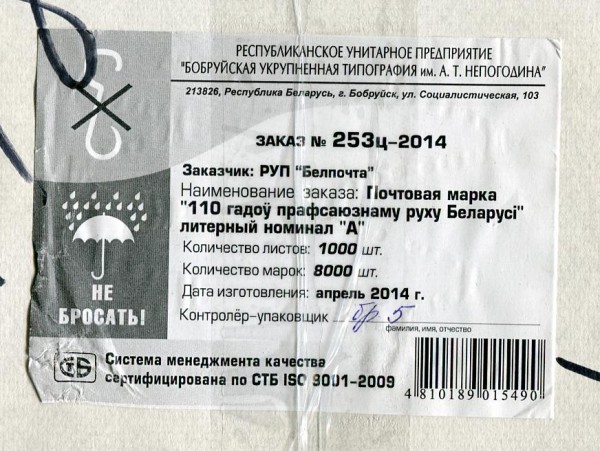 РЕСПУБЛИКАНСКОЕ УНИТАРНОЕ ПРЕДПРИЯТИЕ
"БОБРУЙСКАЯ УКРУПНЕННАЯ ТИПОГРАФИЯ им. А. Т. НЕПОГОДИНА"
213826, Республика Беларусь, г. Бобруйск, ул. Социалистическая, 103
ЗАКАЗ № 253ц-2014
Заказчик: РУП "Белпочта"
Наименование заказа: Почтовая марка
"110 гадоў прафсаюзнаму руху Беларусі"
литерный номинал "А"
Количество листов: 1000 шт.
Количество марок: 8000 шт.
Дата изготовления: апрель 2014 г.
Контролёр-упаковщик бр 5
фамилия, имя, отчество
НЕ
БРОСАТЬ!
СТБ
Система менеджмента качества
сертифицирована по СТБ ISO 9001-2009
4 810189 015490